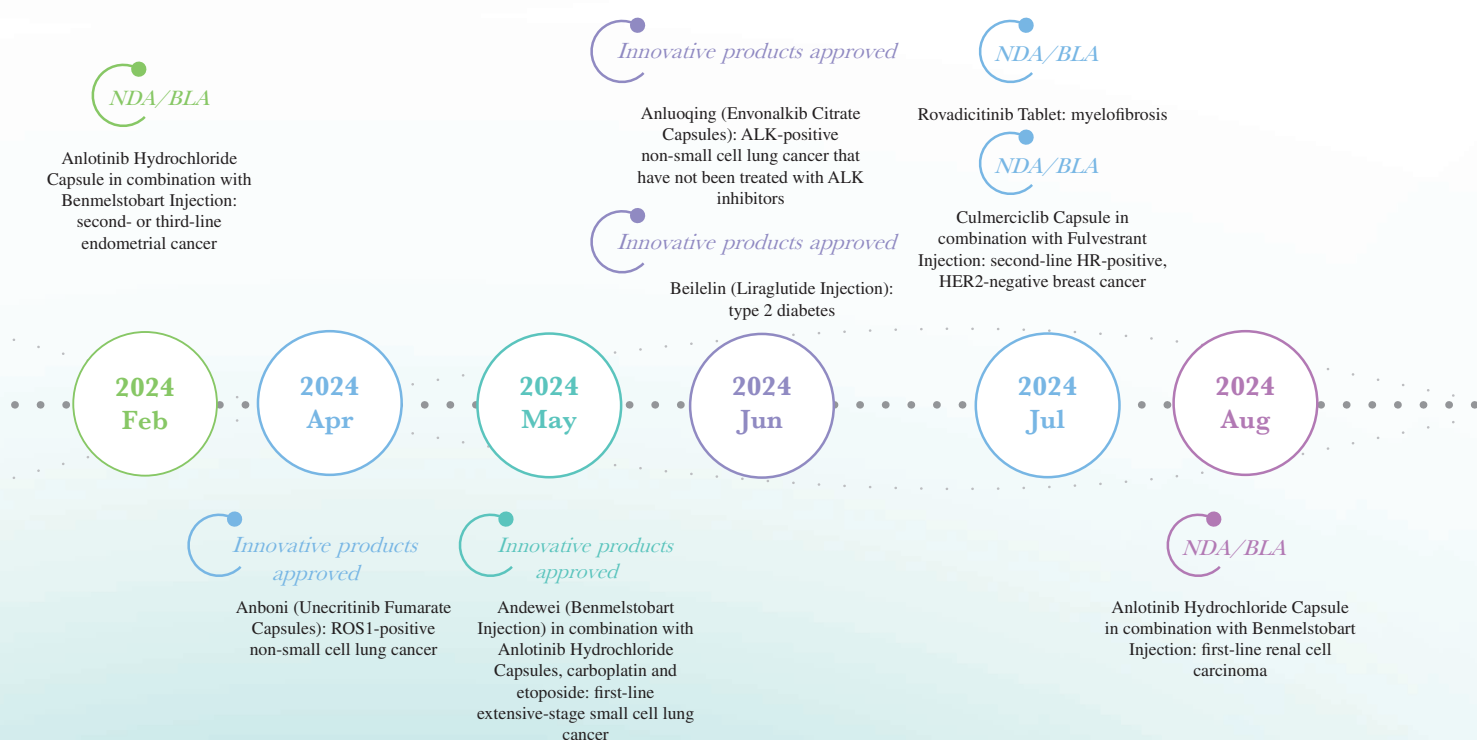 NDA/BLA
Anlotinib Hydrochloride
Capsule in combination with
Benmelstobart Injection:
second- or third-line
endometrial cancer
Innovative products approved
Anluoqing (Envonalkib Citrate
Capsules): ALK-positive
non-small cell lung cancer that
have not been treated with ALK
inhibitors
Innovative products approved
Beilelin (Liraglutide Injection):
type 2 diabetes
NDA/BLA
Rovadicitinib Tablet: myelofibrosis
NDA/BLA
Culmerciclib Capsule in
combination with Fulvestrant
Injection: second-line HR-positive,
HER2-negative breast cancer
2024
Feb
2024
Apr
2024
May
2024
Jun
2024
Jul
2024
Aug
Innovative products
approved
Anboni (Unecritinib Fumarate
Capsules): ROS1-positive
non-small cell lung cancer
Innovative products
approved
Andewei (Benmelstobart
Injection) in combination with
Anlotinib Hydrochloride
Capsules, carboplatin and
etoposide: first-line
extensive-stage small cell lung
cancer
NDA/BLA
Anlotinib Hydrochloride Capsule
in combination with Benmelstobart
Injection: first-line renal cell
carcinoma